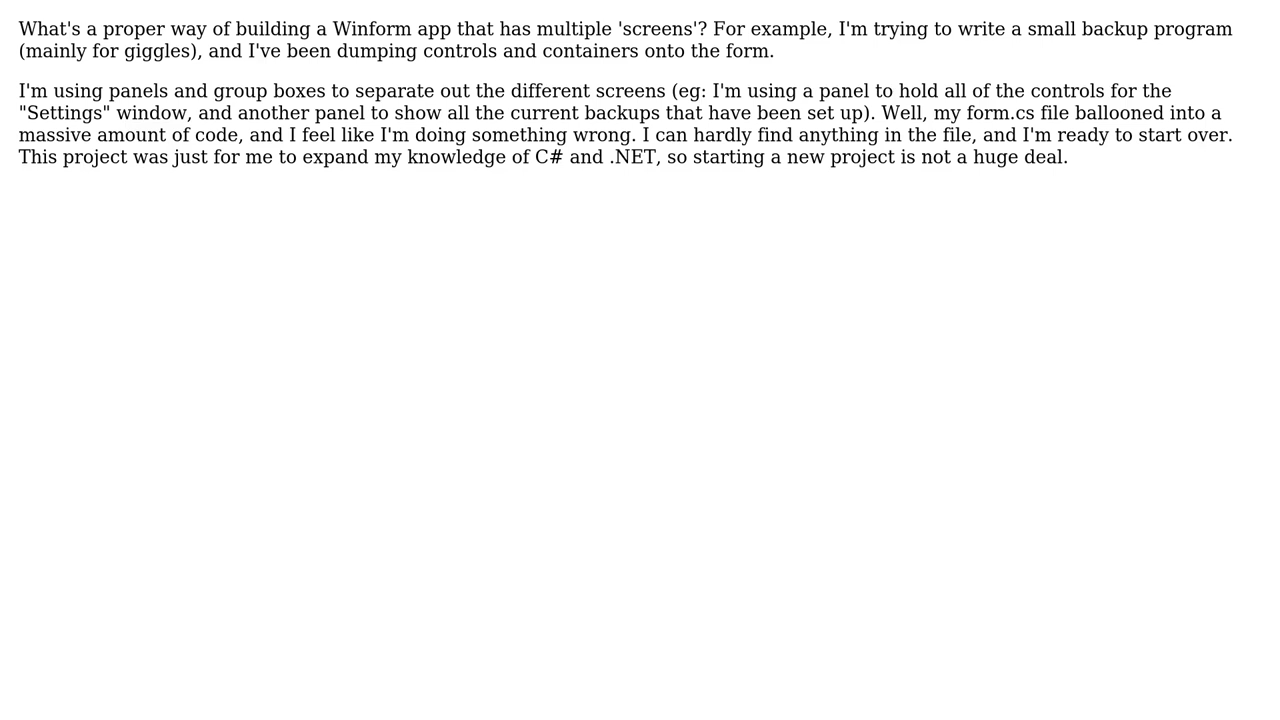 What's a proper way of building a Winform app that has multiple 'screens'? For example, I'm trying to write a small backup program
(mainly for giggles), and I've been dumping controls and containers onto the form.
I'm using panels and group boxes to separate out the different screens (eg: I'm using a panel to hold all of the controls for the
"Settings" window, and another panel to show all the current backups that have been set up). Well, my form.cs file ballooned into a
massive amount of code, and I feel like I'm doing something wrong. I can hardly find anything in the file, and I'm ready to start over.
This project was just for me to expand my knowledge of C# and .NET, so starting a new project is not a huge deal.